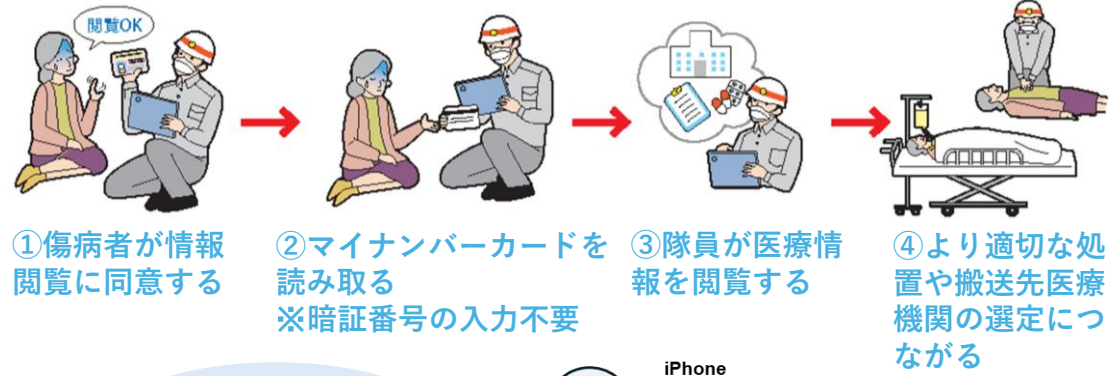 閲覧OK
①傷病者が情報
閲覧に同意する
②マイナンバーカードを
読み取る
※暗証番号の入力不要
③隊員が医療情
報を閲覧する
④より適切な処
置や搬送先医療
機関の選定につ
ながる
iPhone